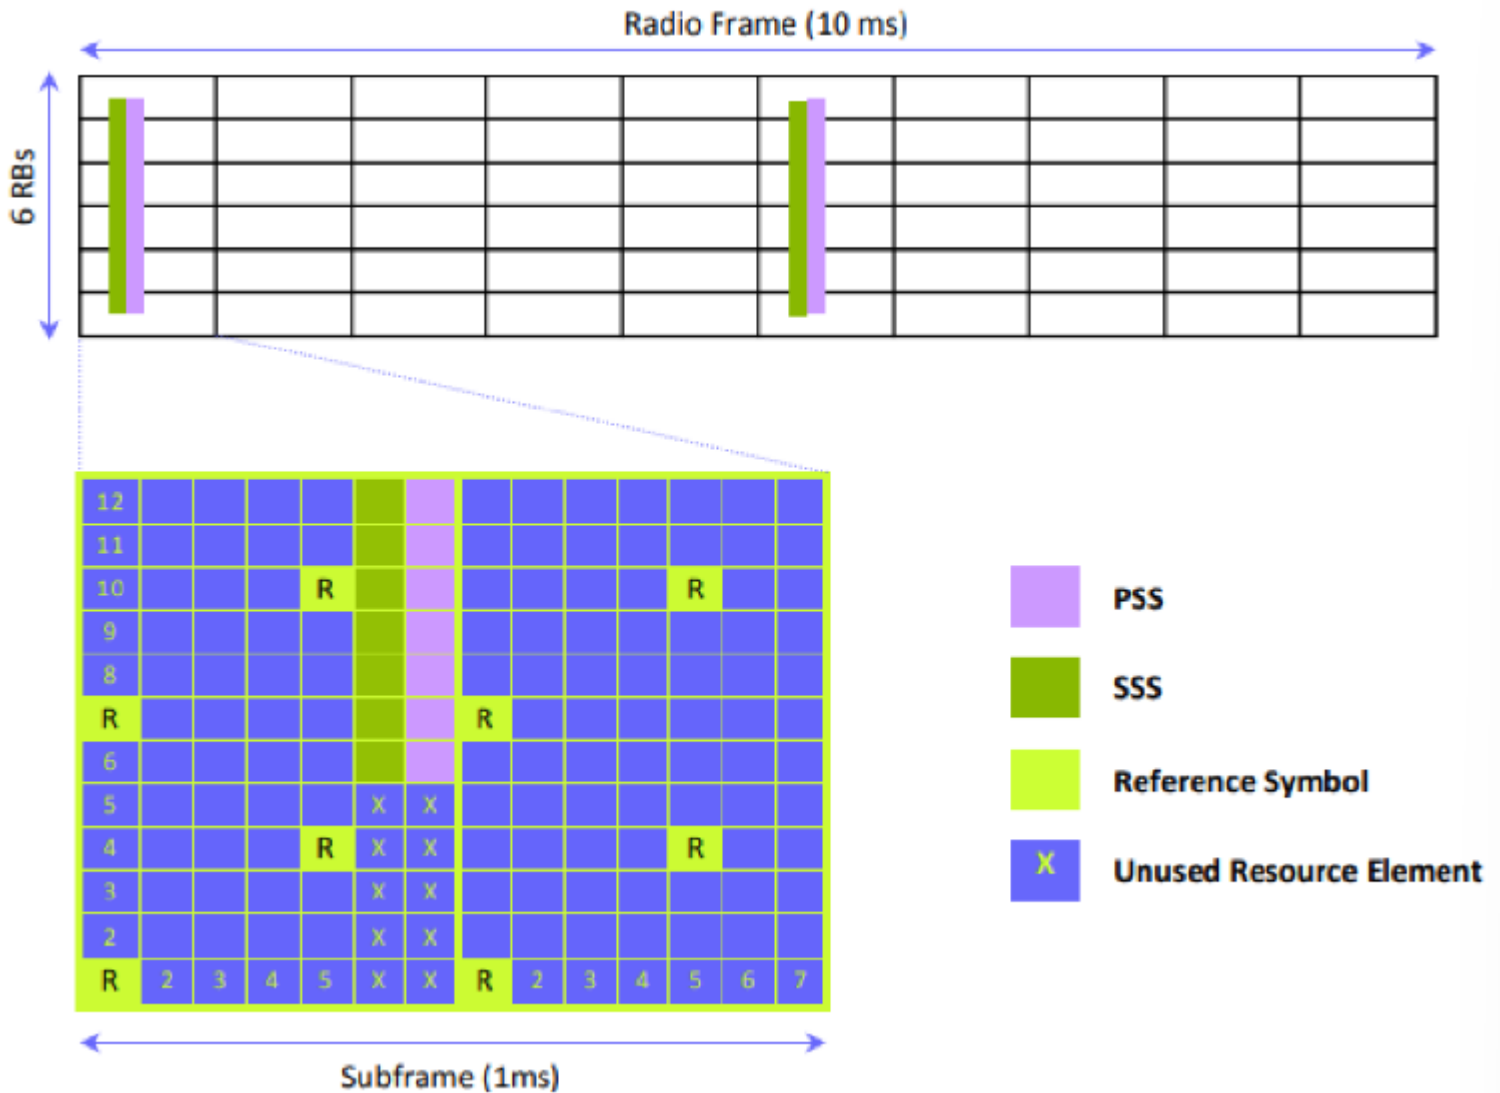 Radio Frame (10 ms)
6 RBs
12
11
10 R R
9
8
R R
6
5 X X
4 R X X R
3 X X
2 X X
R 2 3 4 5 X X R 2 3 4 5 6 7
Subframe (1ms)
PSS
SSS
Reference Symbol
X Unused Resource Element